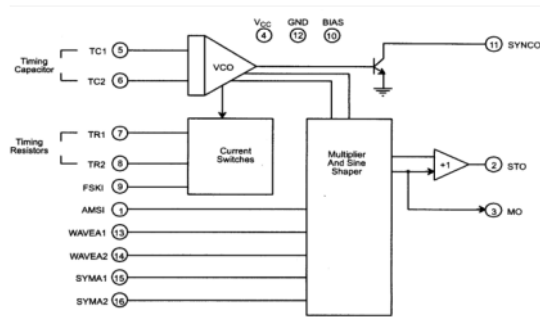 VCC GND BIAS
4 12 10
Timing
Capacitor
TC1 5
TC2 6
VCO
11 SYNCO
Timing
Resistors
TR1 7
TR2 8
FSKI 9
Current
Switches
Multiplier
And Sine
Shaper
+1
2 STO
3 MO
AMSI 1
WAVEA1 13
WAVEA2 14
SYMA1 15
SYMA2 16